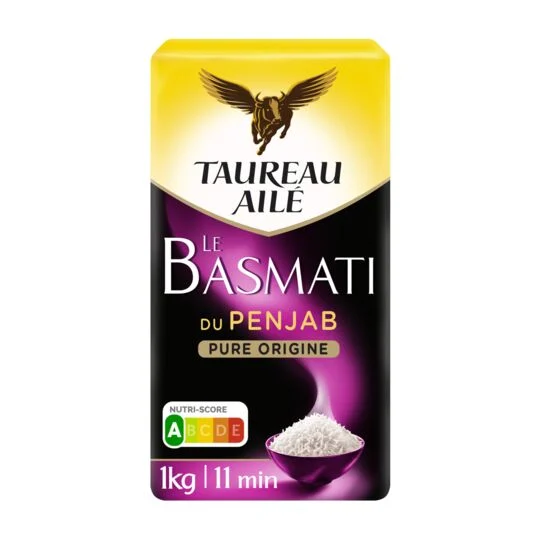 TAUREAU
AILÉ
LE
BASMATI
DU PENJAB
PURE ORIGINE
NUTRI-SCORE
A B C D E
1kg | 11 min